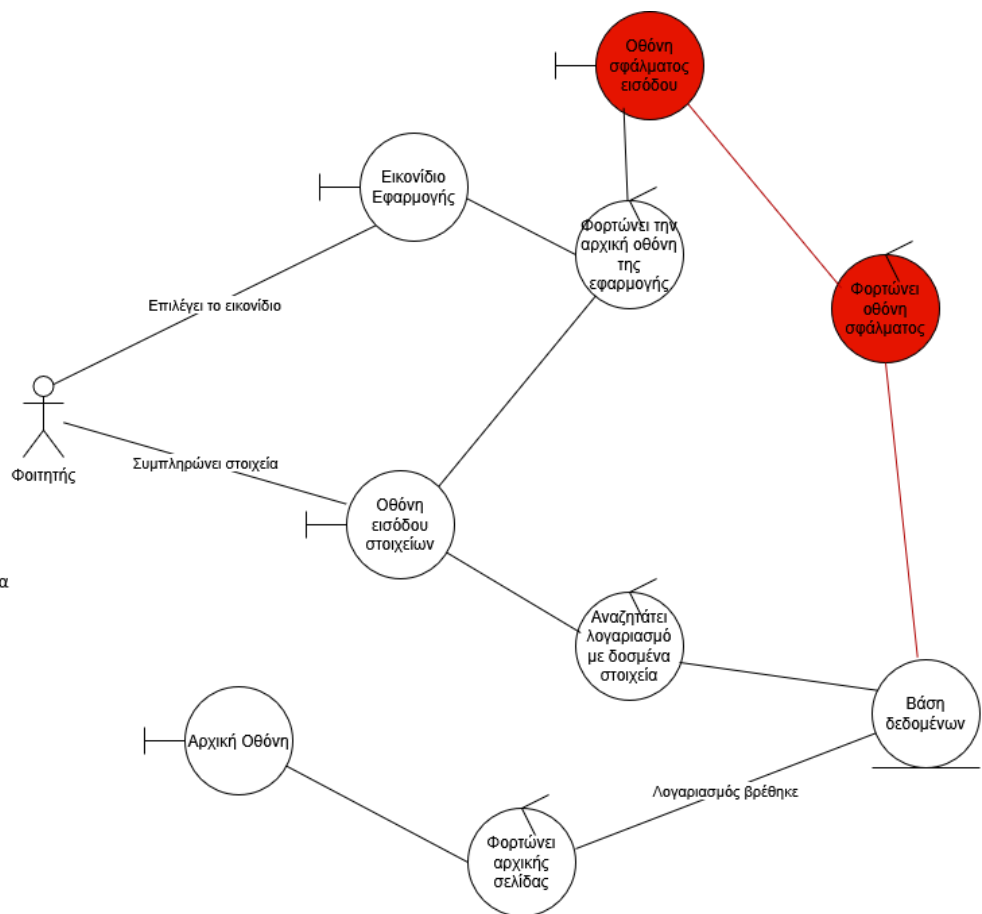 Οθόνη
σφάλματος
εισόδου
Εικονίδιο
Εφαρμογής
Φορτώνει την
αρχική οθόνη
της
εφαρμογής
Φορτώνει
οθόνη
σφάλματος
Επιλέγει το εικονίδιο
Φοιτητής
Συμπληρώνει στοιχεία
Οθόνη
εισόδου
στοιχείων
α
Αναζητάτει
λογαριασμό
με δοσμένα
στοιχεία
Βάση
δεδομένων
Αρχική Οθόνη
Λογαριασμός βρέθηκε
Φορτώνει
αρχικής
σελίδας